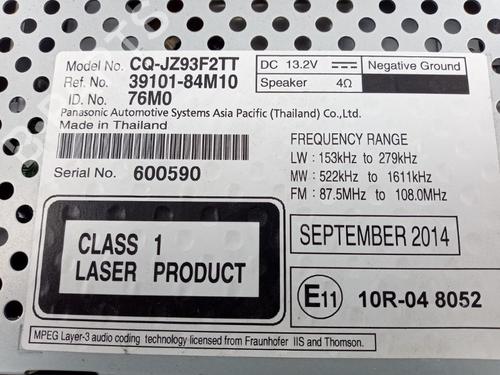 Model No. CQ-JZ93F2TT
Ref. No. 39101-84M10
ID. No. 76M0
DC 13.2V Negative Ground
Speaker 4Ω
Panasonic Automotive Systems Asia Pacific (Thailand) Co.,Ltd.
Made in Thailand
Serial No. 600590
FREQUENCY RANGE
LW : 153kHz to 279kHz
MW : 522kHz to 1611kHz
FM : 87.5MHz to 108.0MHz
CLASS 1
LASER PRODUCT
SEPTEMBER 2014
E11 10R-04 8052
MPEG Layer-3 audio coding technology licensed from Fraunhofer IIS and Thomson.